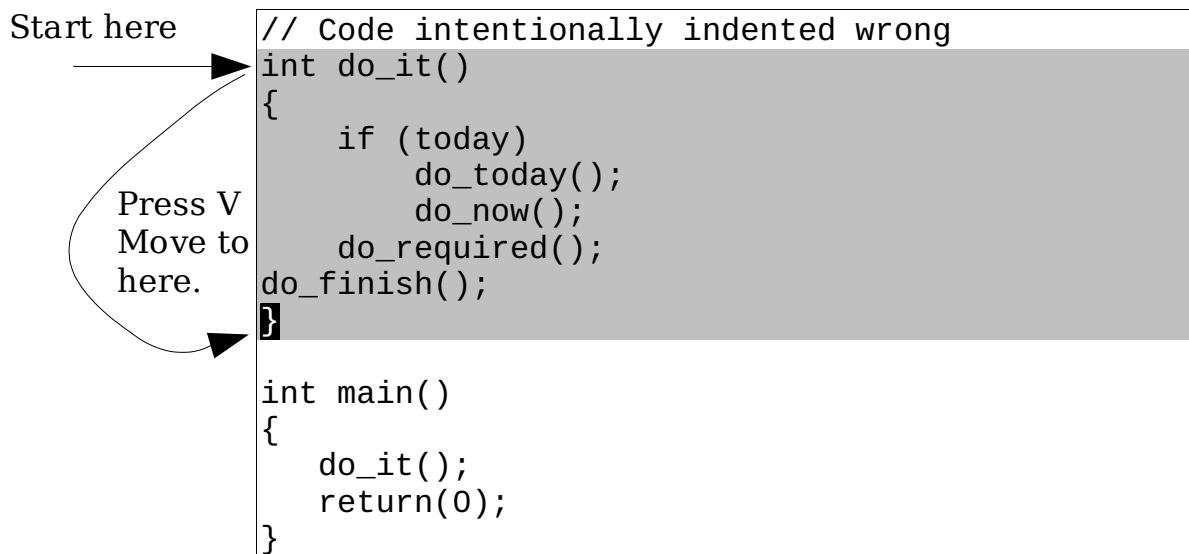 Start here
// Code intentionally indented wrong
int do_it()
{
    if (today)
        do_today();
        do_now();
    do_required();
do_finish();
}
Press V
Move to
here.
int main()
{
   do_it();
   return(0);
}